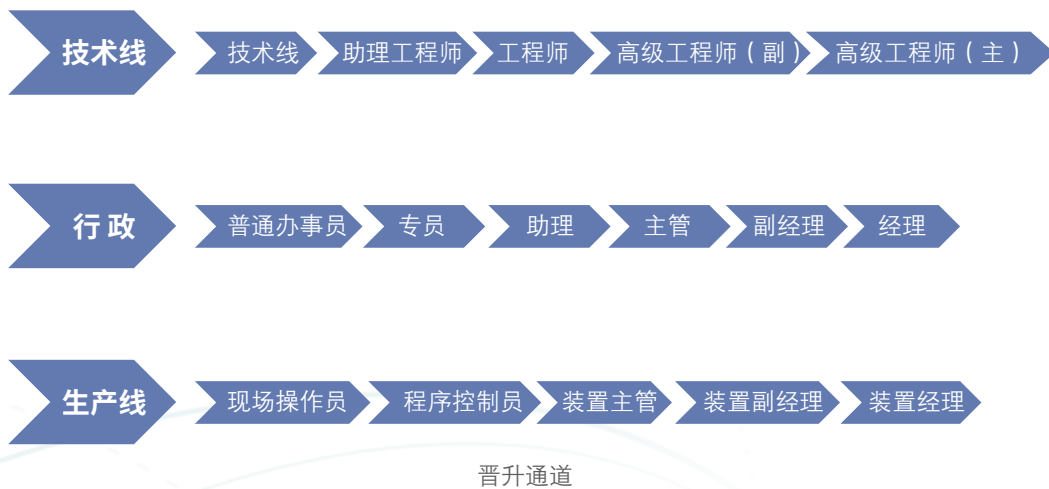 技术线 技术线 助理工程师 工程师 高级工程师（副） 高级工程师（主）
行政 普通办事员 专员 助理 主管 副经理 经理
生产线 现场操作员 程序控制员 装置主管 装置副经理 装置经理
晋升通道